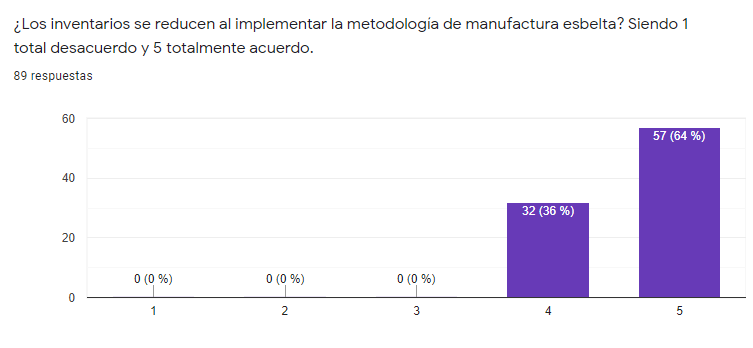 ¿Los inventarios se reducen al implementar la metodología de manufactura esbelta? Siendo 1
total desacuerdo y 5 totalmente acuerdo.
89 respuestas
60
40
20
0
0 (0 %)
0 (0 %)
0 (0 %)
32 (36 %)
57 (64 %)
1
2
3
4
5